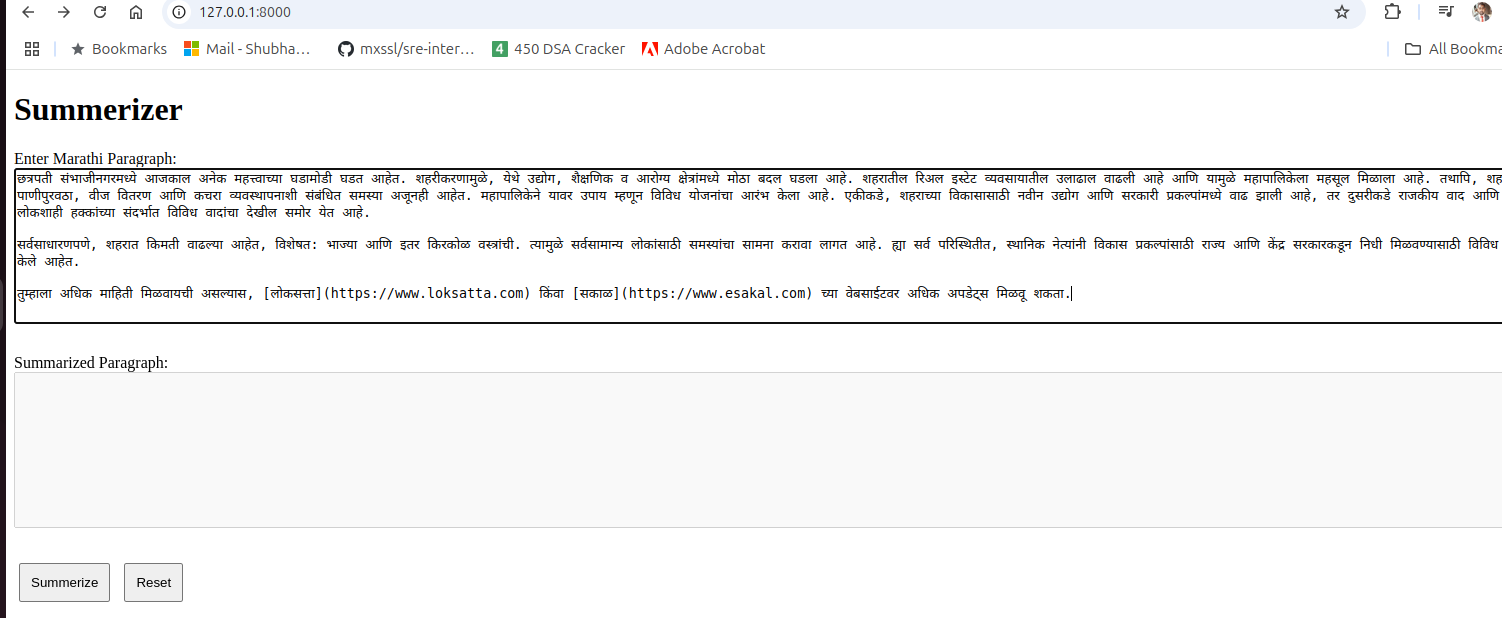 127.0.0.1:8000
Bookmarks Mail - Shubha... mxssl/sre-inter... 4 450 DSA Cracker Adobe Acrobat All Bookma
Summerizer
Enter Marathi Paragraph:
छत्रपती संभाजीनगरमध्ये आजकाल अनेक महत्त्वाच्या घडामोडी घडत आहेत. शहरीकरणामुळे, येथे उद्योग, शैक्षणिक व आरोग्य क्षेत्रांमध्ये मोठा बदल घडला आहे. शहरातील रिअल इस्टेट व्यवसायातील उलाढाल वाढली आहे आणि यामुळे महापालिकेला महसूल मिळाला आहे. तथापि, शह
पाणीपुरवठा, वीज वितरण आणि कचरा व्यवस्थापनाशी संबंधित समस्या अजूनही आहेत. महापालिकेने यावर उपाय म्हणून विविध योजनांचा आरंभ केला आहे. एकीकडे, शहराच्या विकासासाठी नवीन उद्योग आणि सरकारी प्रकल्पांमध्ये वाढ झाली आहे, तर दुसरीकडे राजकीय वाद आणि
लोकशाही हक्कांच्या संदर्भात विविध वादांचा देखील समोर येत आहे.
सर्वसाधारणपणे, शहरात किमती वाढल्या आहेत, विशेषत: भाज्या आणि इतर किरकोळ वस्त्रांची. त्यामुळे सर्वसामान्य लोकांसाठी समस्यांचा सामना करावा लागत आहे. ह्या सर्व परिस्थितीत, स्थानिक नेत्यांनी विकास प्रकल्पांसाठी राज्य आणि केंद्र सरकारकडून निधी मिळवण्यासाठी विविध
केले आहेत.
तुम्हाला अधिक माहिती मिळवायची असल्यास, [लोकसत्ता](https://www.loksatta.com) किंवा [सकाळ](https://www.esakal.com) च्या वेबसाईटवर अधिक अपडेट्स मिळवू शकता.
Summarized Paragraph:
Summerize Reset